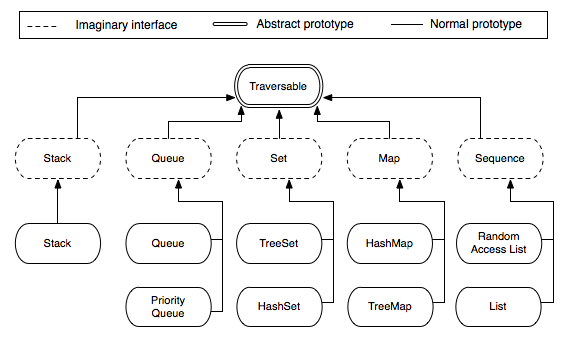 Imaginary interface
Abstract prototype
Normal prototype
Traversable
Stack
Queue
Set
Map
Sequence
Stack
Queue
TreeSet
HashMap
Random
Access List
Priority
Queue
HashSet
TreeMap
List